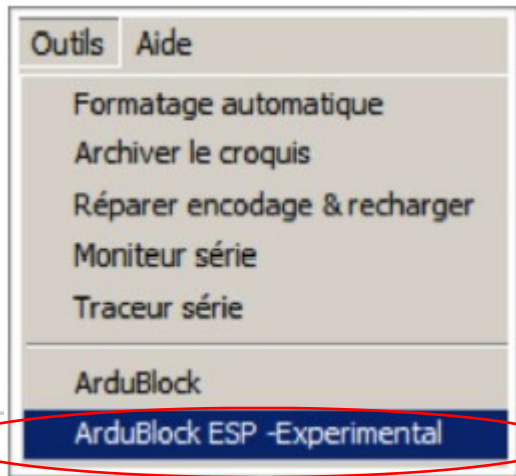 Outils Aide
Formatage automatique
Archiver le croquis
Réparer encodage & recharger
Moniteur série
Traceur série
ArduBlock
ArduBlock ESP -Experimental